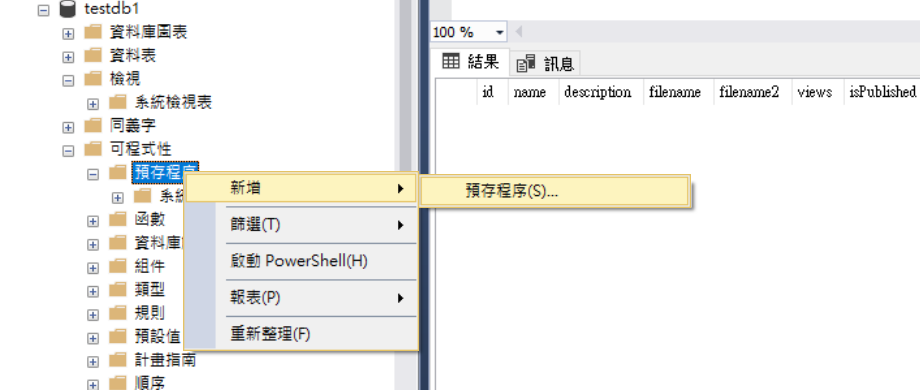 testdb1
資料庫圖表
資料表
檢視
系統檢視表
同義字
可程式性
預存程序
系統
函數
資料庫
組件
類型
規則
預設值
計畫指南
順序
新增
篩選(T)
啟動 PowerShell(H)
報表(P)
重新整理(F)
預存程序(S)...
100 %
結果
訊息
id name description filename filename2 views isPublished